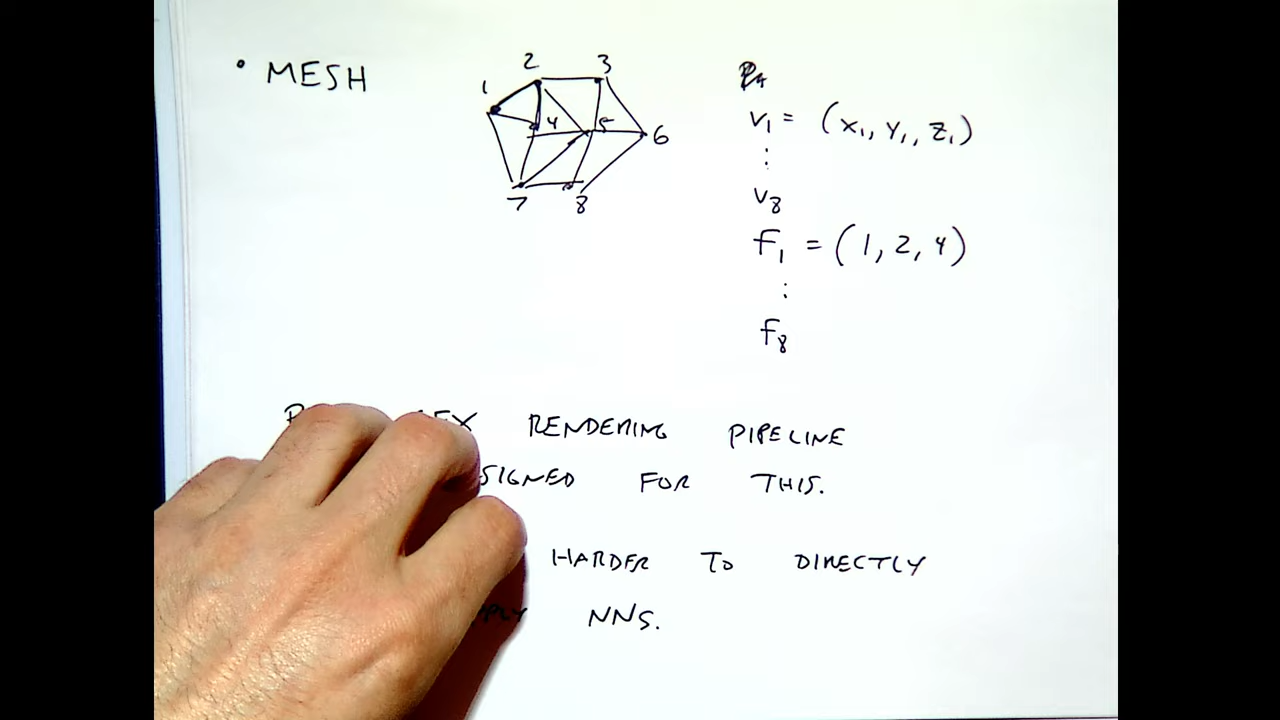 • MESH
2 3
1
4 5
6
7 8
v₁ = (x₁, y₁, z₁)
⋮
v₈
F₁ = (1, 2, 4)
⋮
f₈
RENDERING PIPELINE
FOR THIS.
HARDER TO DIRECTLY
NNS.